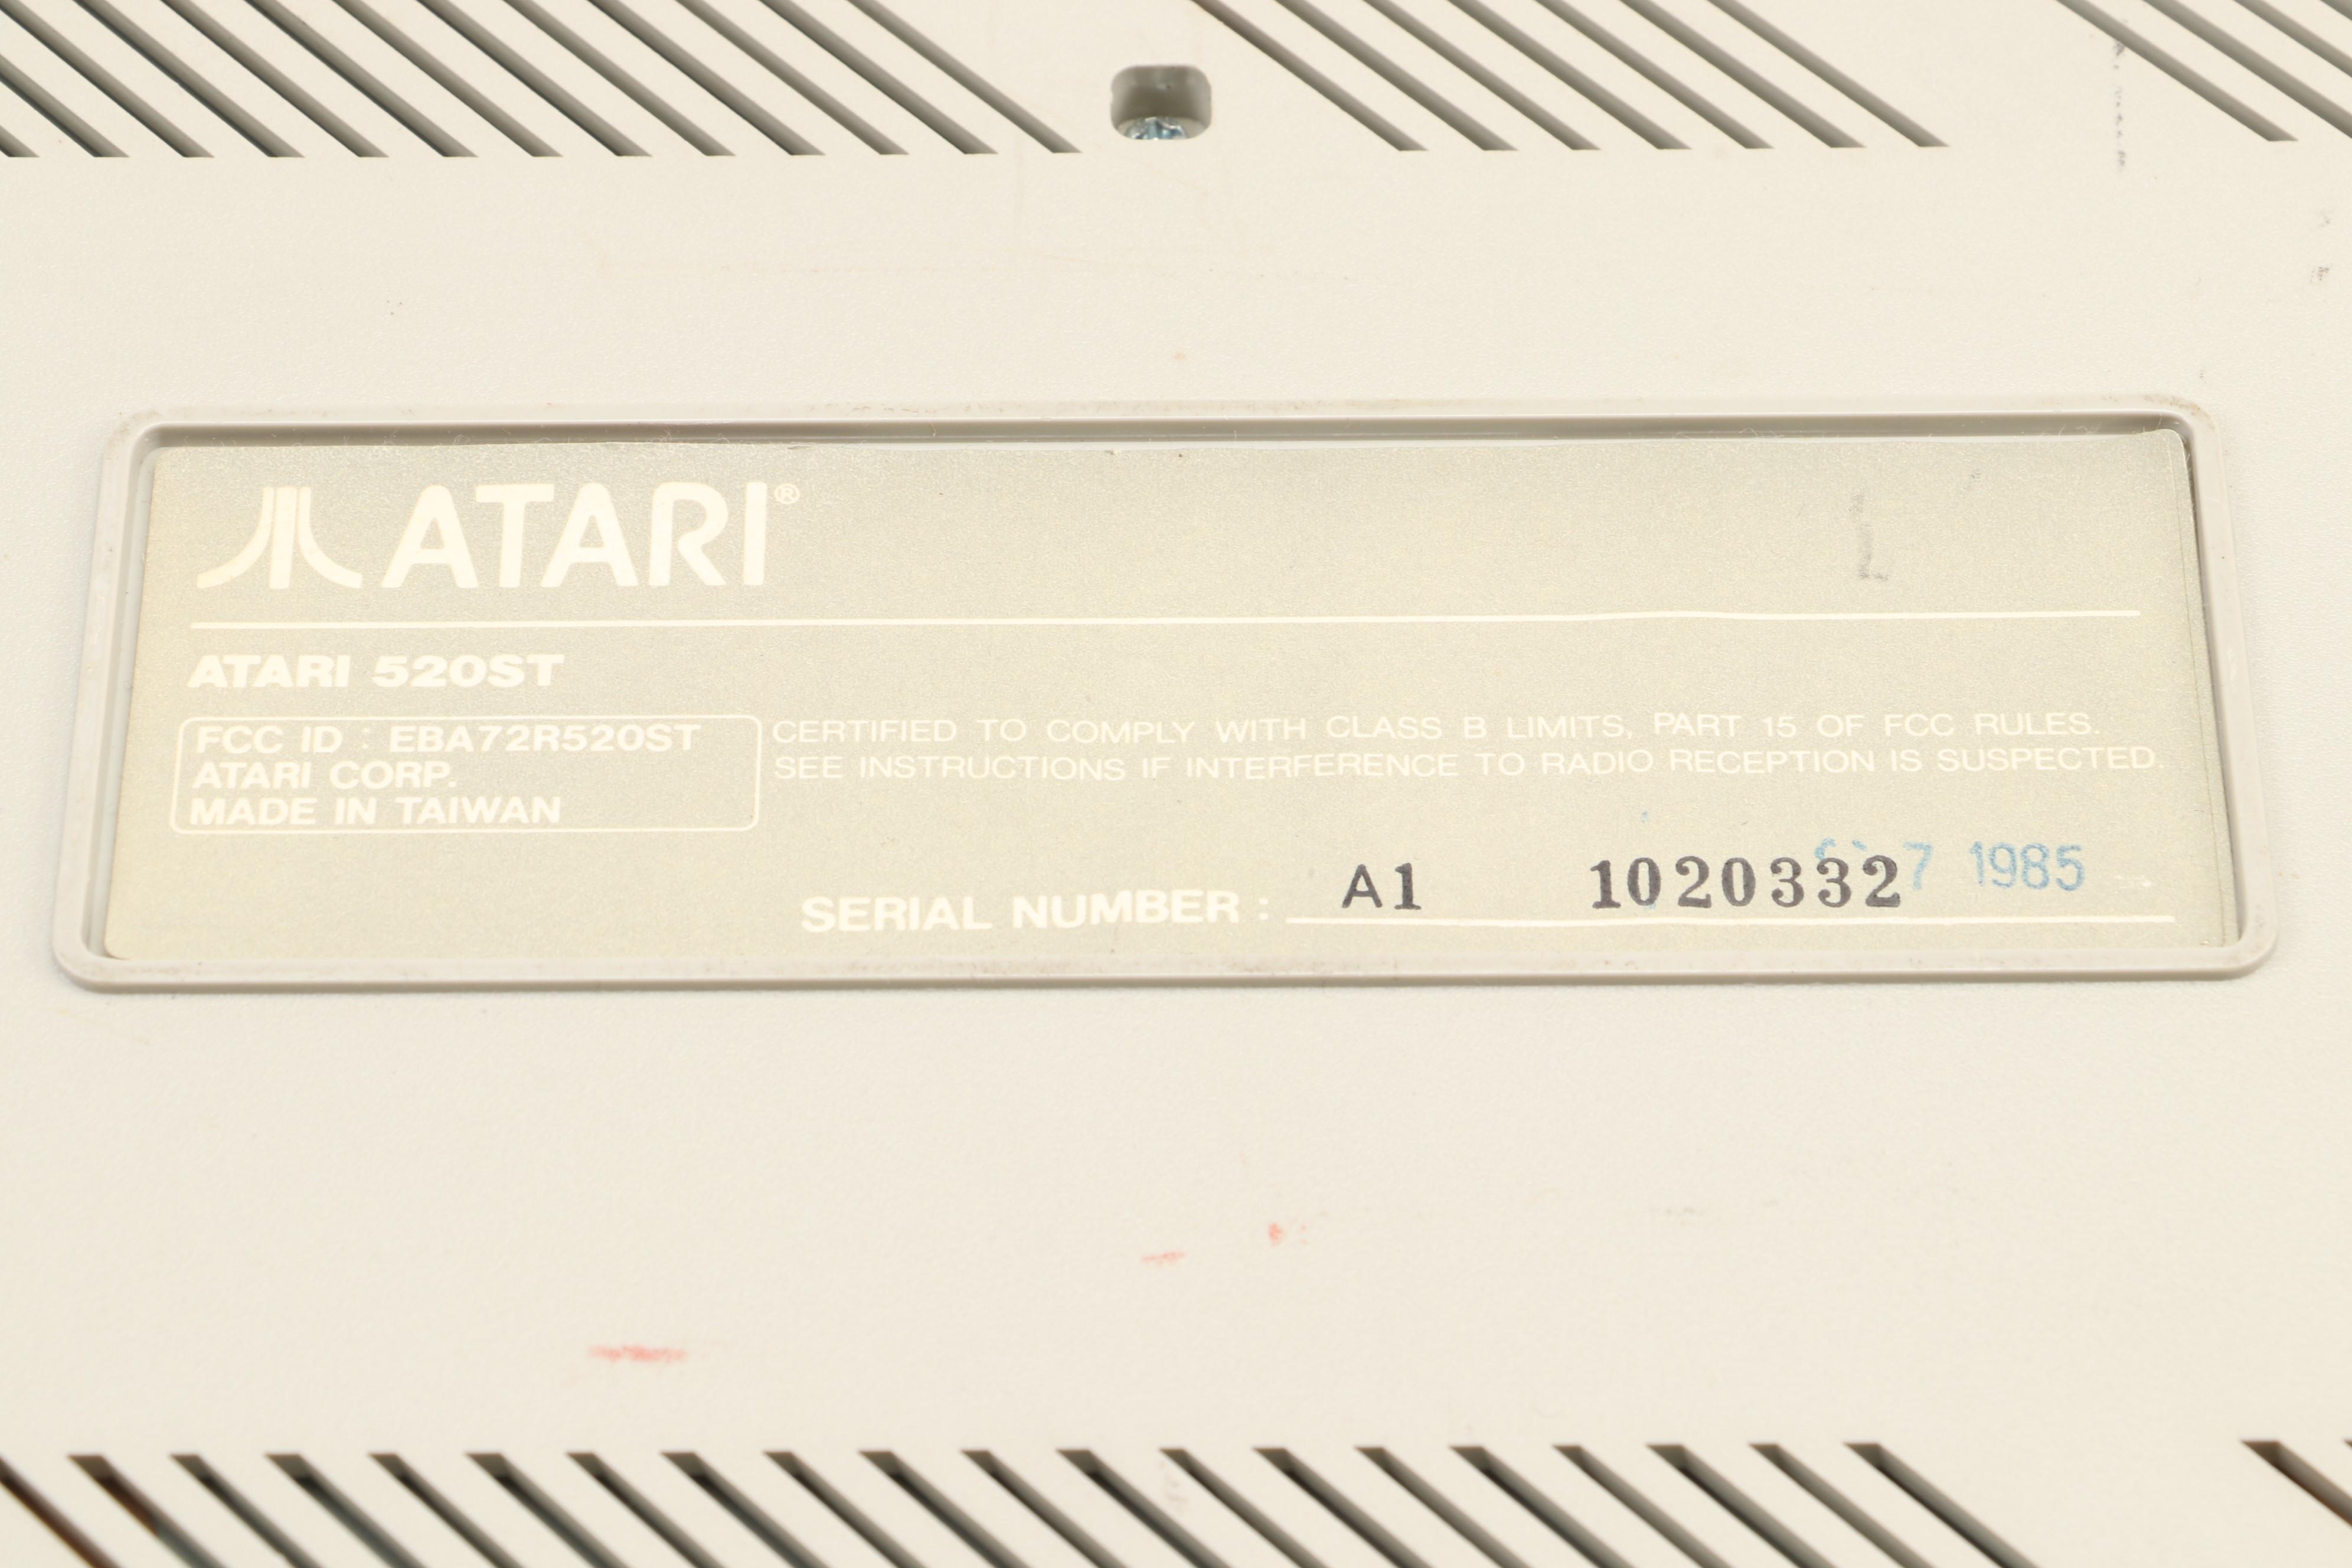 ATARI®
ATARI 520ST
FCC ID : EBA72R520ST
ATARI CORP.
MADE IN TAIWAN
CERTIFIED TO COMPLY WITH CLASS B LIMITS, PART 15 OF FCC RULES.
SEE INSTRUCTIONS IF INTERFERENCE TO RADIO RECEPTION IS SUSPECTED.
SERIAL NUMBER : A1 1020332
7 1985